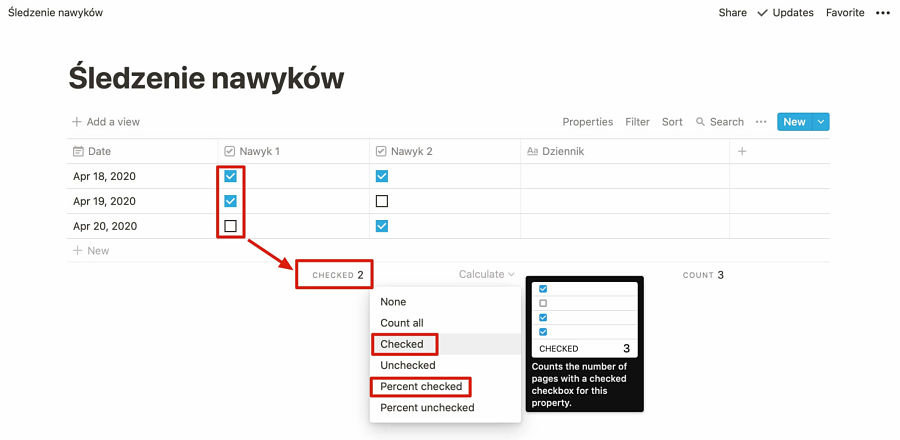 Śledzenie nawyków Share Updates Favorite
Śledzenie nawyków
Add a view Properties Filter Sort Search New
Date Nawyk 1 Nawyk 2 Aa Dziennik
Apr 18, 2020
Apr 19, 2020
Apr 20, 2020
New
CHECKED 2 Calculate COUNT 3
None
Count all
Checked
Unchecked
Percent checked
Percent unchecked
CHECKED 3
Counts the number of
pages with a checked
checkbox for this
property.